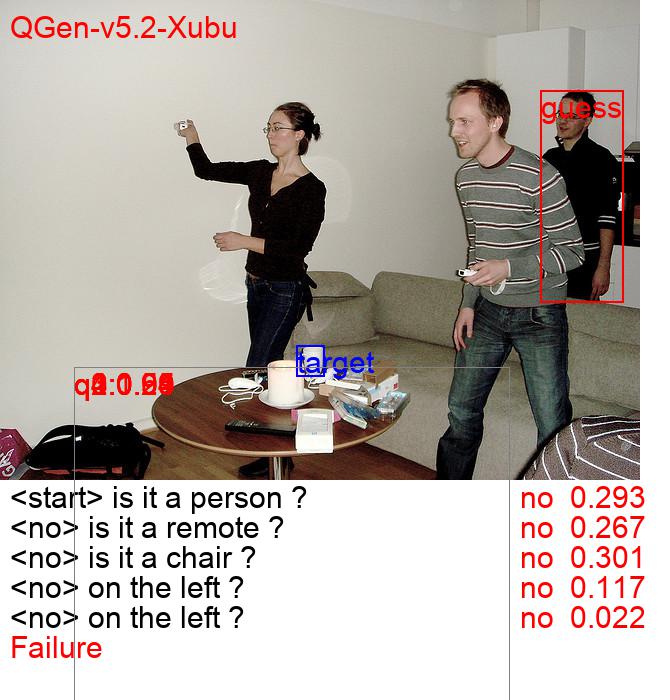 QGen-v5.2-Xubu
guess
target
<start> is it a person ? no 0.293
<no> is it a remote ? no 0.267
<no> is it a chair ? no 0.301
<no> on the left ? no 0.117
<no> on the left ? no 0.022
Failure